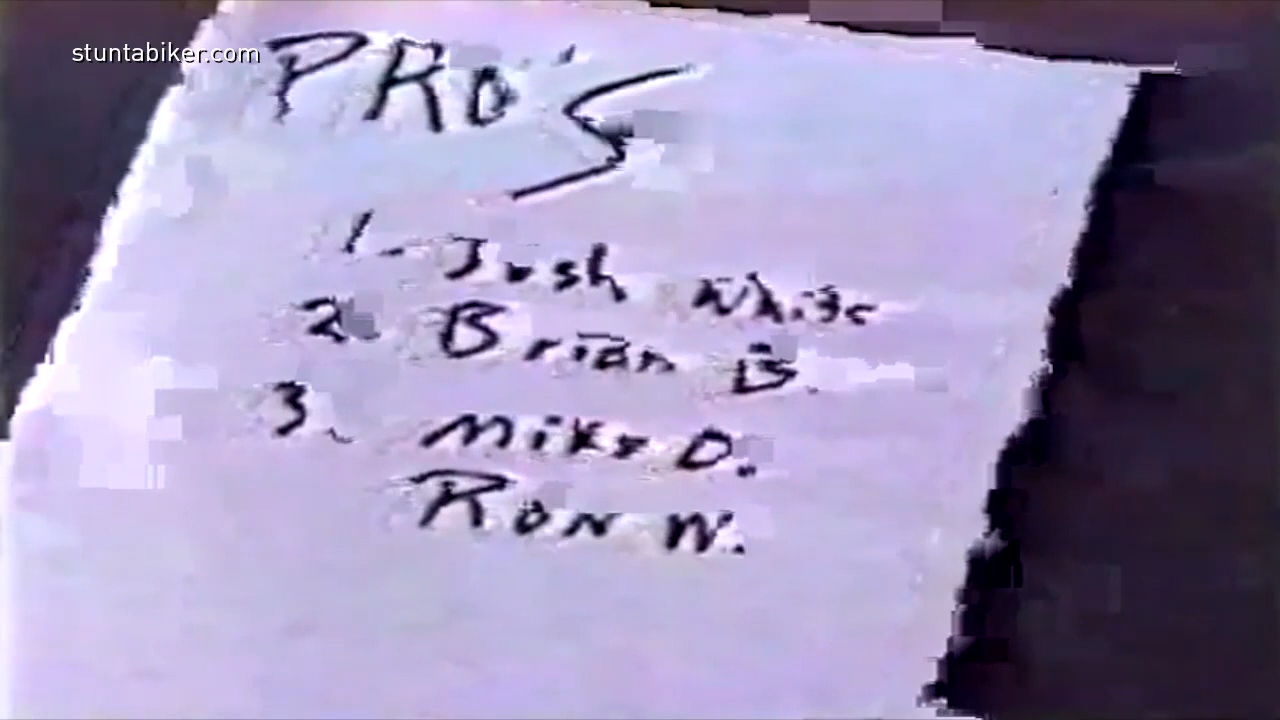 stuntabiker.com
PRO'S
1. Josh White
2. Brian B.
3. Mike D.
Ron W.